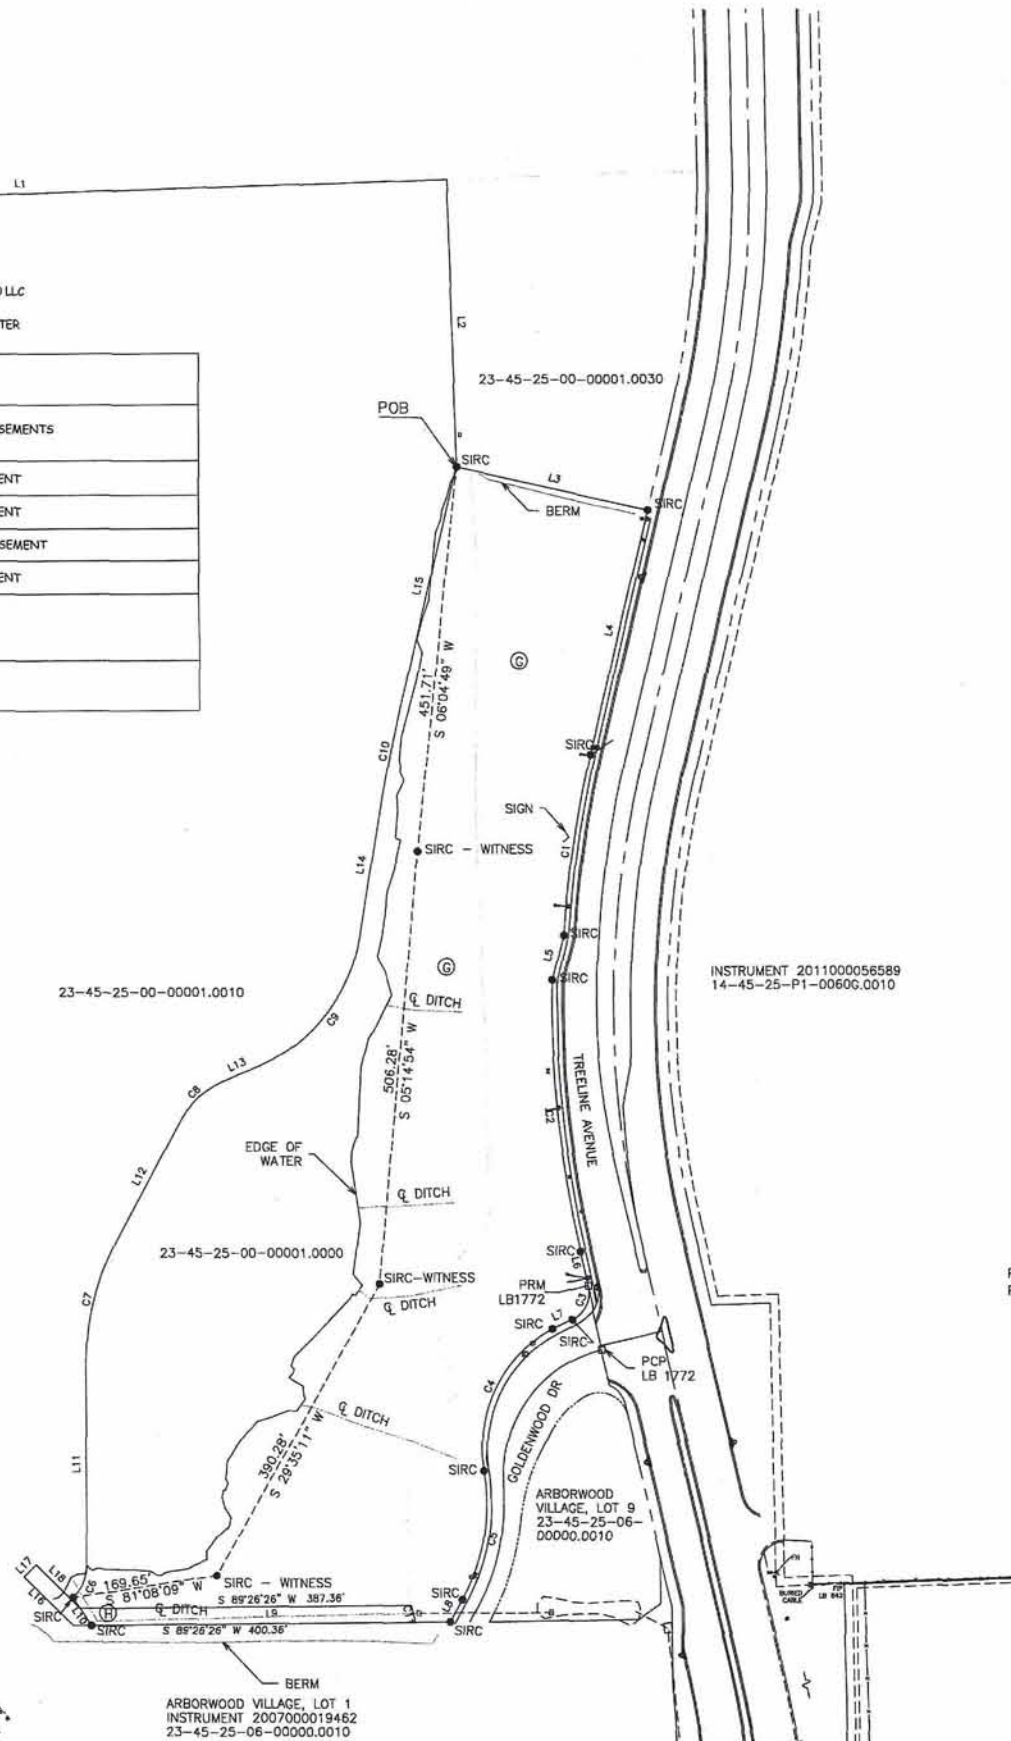 L1
LLC
TER
SEMENTS
ENT
ENT
SEMENT
ENT
L2
23-45-25-00-00001.0030
POB
SIRC
L3
SIRC
BERM
L15
L4
G
451.71'
S 06°04'49" W
C10
SIRC
SIGN
C1
SIRC - WITNESS
L14
SIRC
L5
SIRC
G
INSTRUMENT 2011000056589
14-45-25-P1-0060G.0010
23-45-25-00-00001.0010
℄ DITCH
C9
L13
506.28'
S 05°14'54" W
TREELINE AVENUE
C8
C2
EDGE OF
WATER
L12
℄ DITCH
23-45-25-00-00001.0000
SIRC
L6
SIRC-WITNESS
PRM
LB1772
℄ DITCH
C7
C3
L7
SIRC
SIRC
PCP
LB 1772
C4
GOLDENWOOD DR
℄ DITCH
390.28'
S 29°35'11" W
L11
SIRC
ARBORWOOD
VILLAGE, LOT 9
23-45-25-06-
00000.0010
C5
L17
L18
L16
C6
169.65'
S 81°08'09" W
SIRC - WITNESS
S 89°26'26" W 387.36'
SIRC
L8
SIRC
L10
H
℄ DITCH
L9
SIRC
S 89°26'26" W 400.36'
SIRC
BURIED
CABLE
LB 642
BERM
ARBORWOOD VILLAGE, LOT 1
INSTRUMENT 2007000019462
23-45-25-06-00000.0010